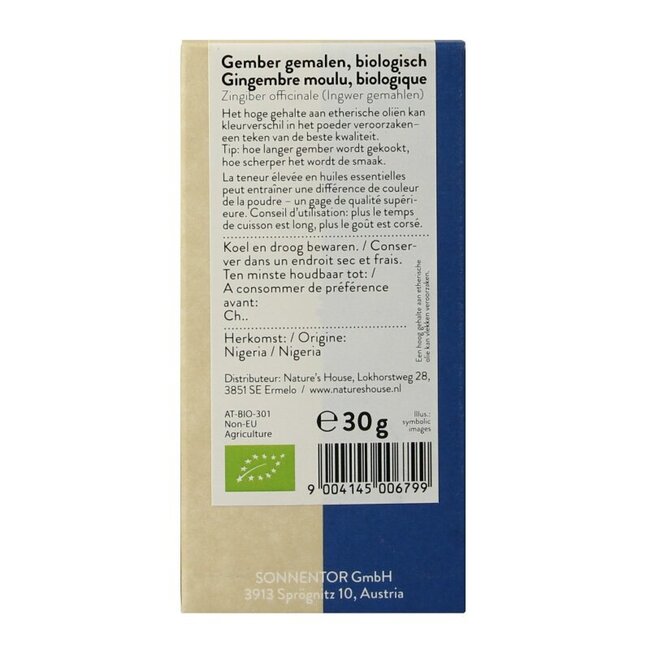 Gember gemalen, biologisch
Gingembre moulu, biologique
Zingiber officinale (Ingwer gemahlen)
Het hoge gehalte aan etherische oliën kan
kleurverschil in het poeder veroorzaken–
een teken van de beste kwaliteit.
Tip: hoe langer gember wordt gekookt,
hoe scherper het wordt de smaak.
La teneur élevée en huiles essentielles
peut entraîner une différence de couleur
de la poudre – un gage de qualité supéri-
eure. Conseil d'utilisation: plus le temps
de cuisson est long, plus le goût est corsé.
Koel en droog bewaren. / Conser-
ver dans un endroit sec et frais.
Ten minste houdbaar tot: /
A consommer de préférence
avant:
Ch..
Een hoog gehalte aan etherische
olie kan vlekken veroorzaken.
Herkomst: / Origine:
Nigeria / Nigeria
Distributeur: Nature's House, Lokhorstweg 28,
3851 SE Ermelo / www.natureshouse.nl
AT-BIO-301
Non-EU
Agriculture
℮ 30 g
Illus.:
symbolic
images
9 004145 006799
SONNENTOR GmbH
3913 Sprögnitz 10, Austria